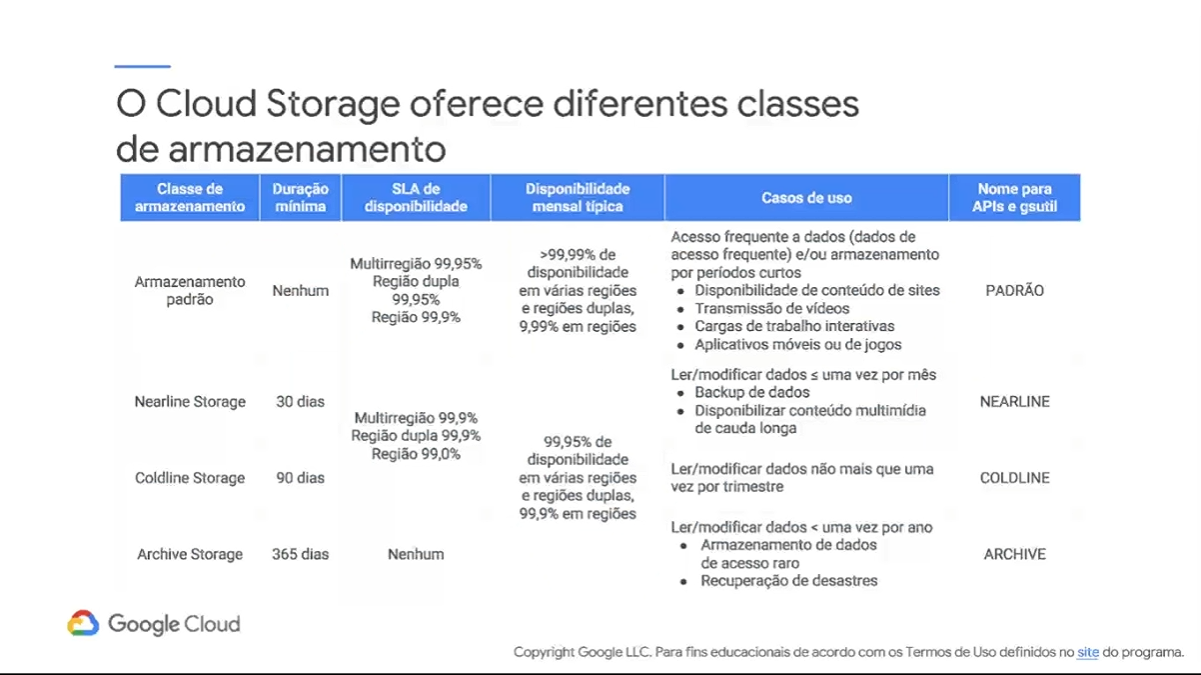 O Cloud Storage oferece diferentes classes
de armazenamento
Classe de
armazenamento
Duração
mínima
SLA de
disponibilidade
Disponibilidade
mensal típica
Casos de uso
Nome para
APIs e gsutil
Armazenamento
padrão
Nenhum
Multirregião 99,95%
Região dupla
99,95%
Região 99,9%
>99,99% de
disponibilidade
em várias regiões
e regiões duplas,
9,99% em regiões
Acesso frequente a dados (dados de
acesso frequente) e/ou armazenamento
por períodos curtos
● Disponibilidade de conteúdo de sites
● Transmissão de vídeos
● Cargas de trabalho interativas
● Aplicativos móveis ou de jogos
PADRÃO
Nearline Storage
30 dias
Multirregião 99,9%
Região dupla 99,9%
Região 99,0%
99,95% de
disponibilidade
em várias regiões
e regiões duplas,
99,9% em regiões
Ler/modificar dados ≤ uma vez por mês
● Backup de dados
● Disponibilizar conteúdo multimídia
de cauda longa
NEARLINE
Coldline Storage
90 dias
Ler/modificar dados não mais que uma
vez por trimestre
COLDLINE
Archive Storage
365 dias
Nenhum
Ler/modificar dados < uma vez por ano
● Armazenamento de dados
de acesso raro
● Recuperação de desastres
ARCHIVE
Google Cloud
Copyright Google LLC. Para fins educacionais de acordo com os Termos de Uso definidos no site do programa.